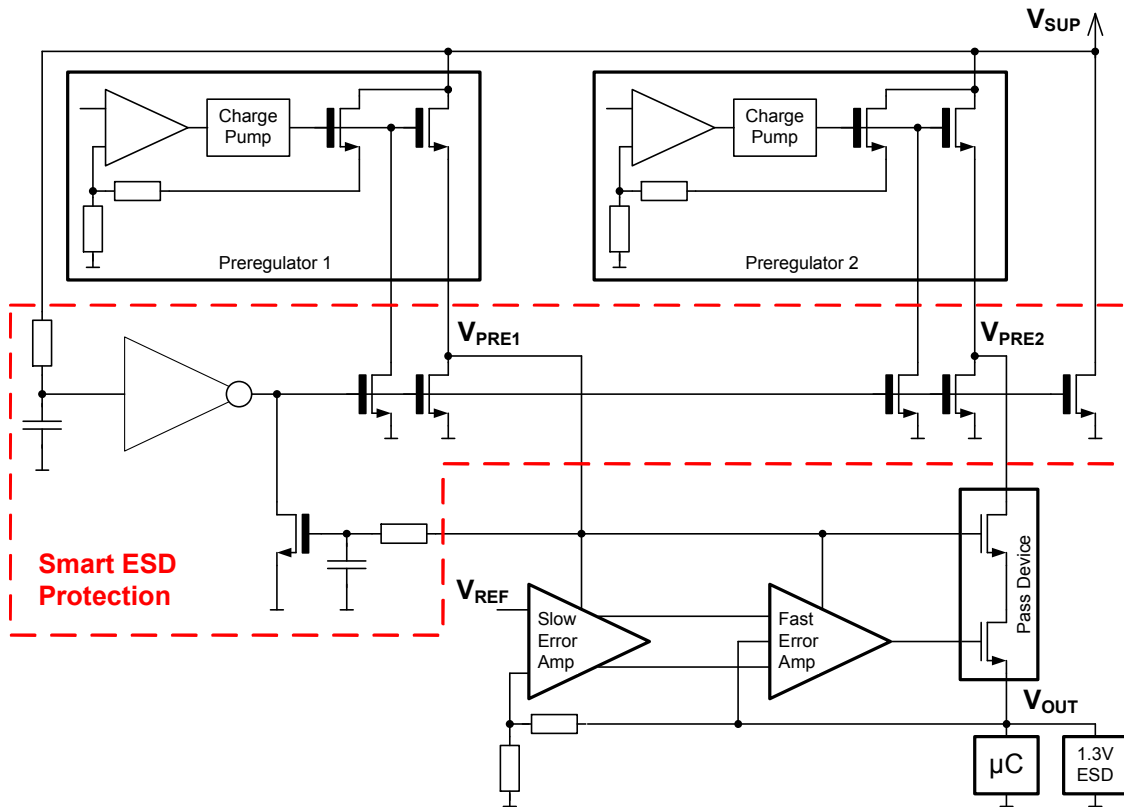 VSUP
Charge
Pump
Preregulator 1
Charge
Pump
Preregulator 2
VPRE1
VPRE2
Smart ESD
Protection
VREF
Slow
Error
Amp
Fast
Error
Amp
Pass Device
VOUT
µC
1.3V
ESD